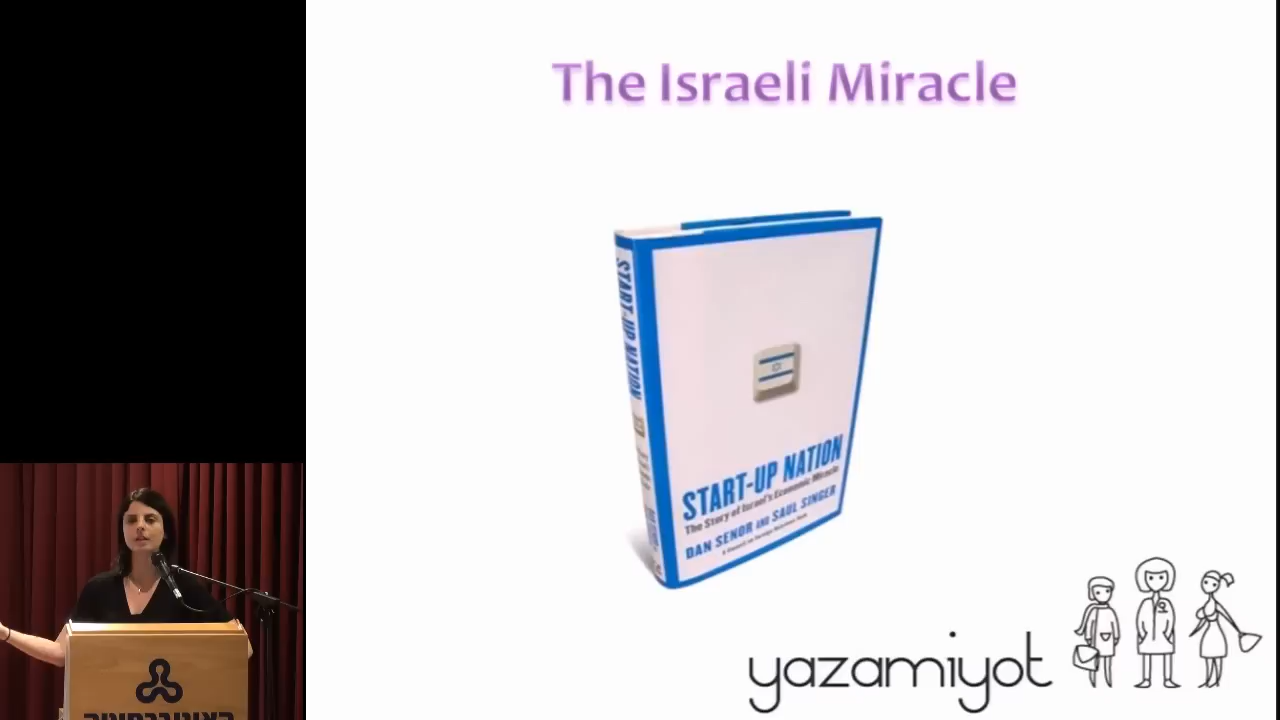 The Israeli Miracle
START-UP NATION
START-UP NATION
The Story of Israel's Economic Miracle
DAN SENOR AND SAUL SINGER
yazamiyot
האוניברסיטה